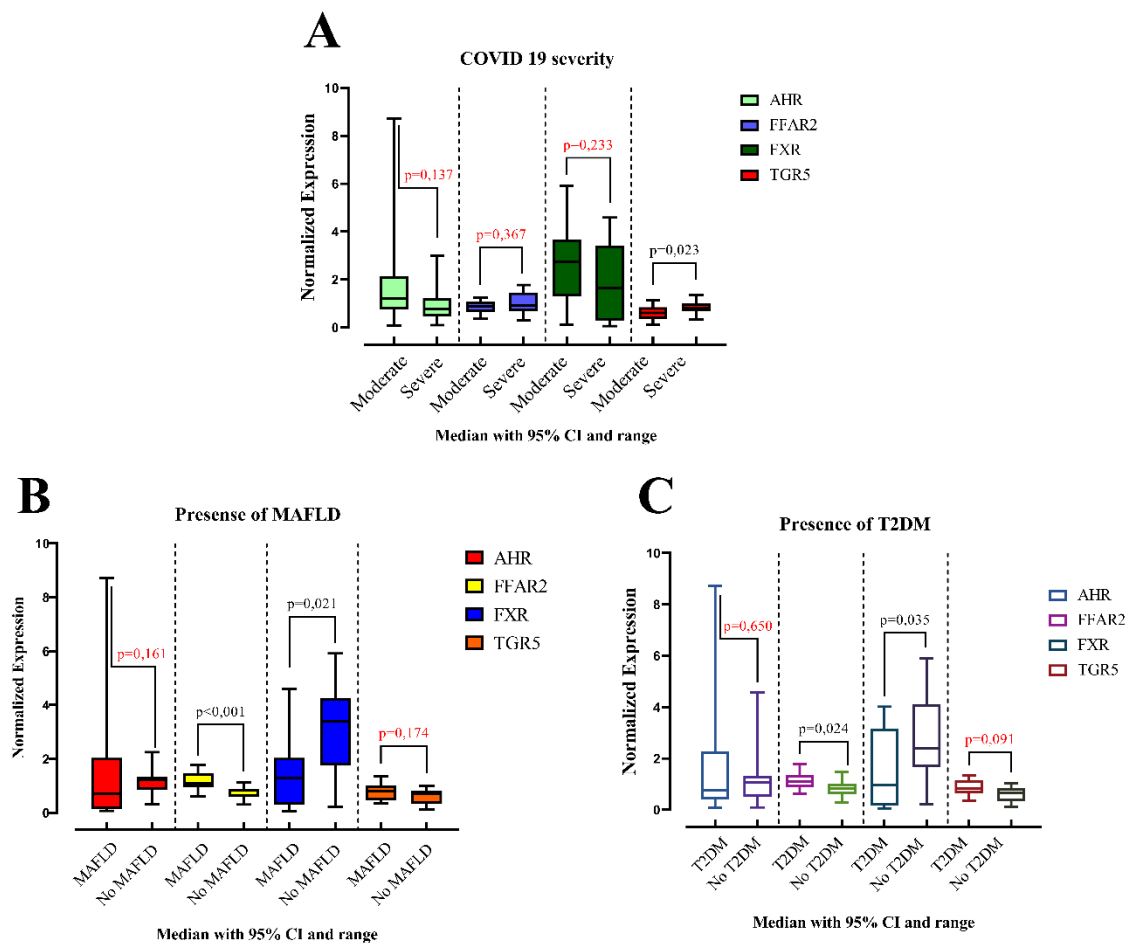 A
COVID 19 severity
Normalized Expression
10
8
6
4
2
0
p=0,137
p=0,367
p=0,233
p=0,023
AHR
FFAR2
FXR
TGR5
Moderate
Severe
Moderate
Severe
Moderate
Severe
Moderate
Severe
Median with 95% CI and range
B
Presense of MAFLD
Normalized Expression
10
8
6
4
2
0
p=0,161
p<0,001
p=0,021
p=0,174
AHR
FFAR2
FXR
TGR5
MAFLD
No MAFLD
MAFLD
No MAFLD
MAFLD
No MAFLD
MAFLD
No MAFLD
Median with 95% CI and range
C
Presence of T2DM
Normalized Expression
10
8
6
4
2
0
p=0,650
p=0,024
p=0,035
p=0,091
AHR
FFAR2
FXR
TGR5
T2DM
No T2DM
T2DM
No T2DM
T2DM
No T2DM
T2DM
No T2DM
Median with 95% CI and range